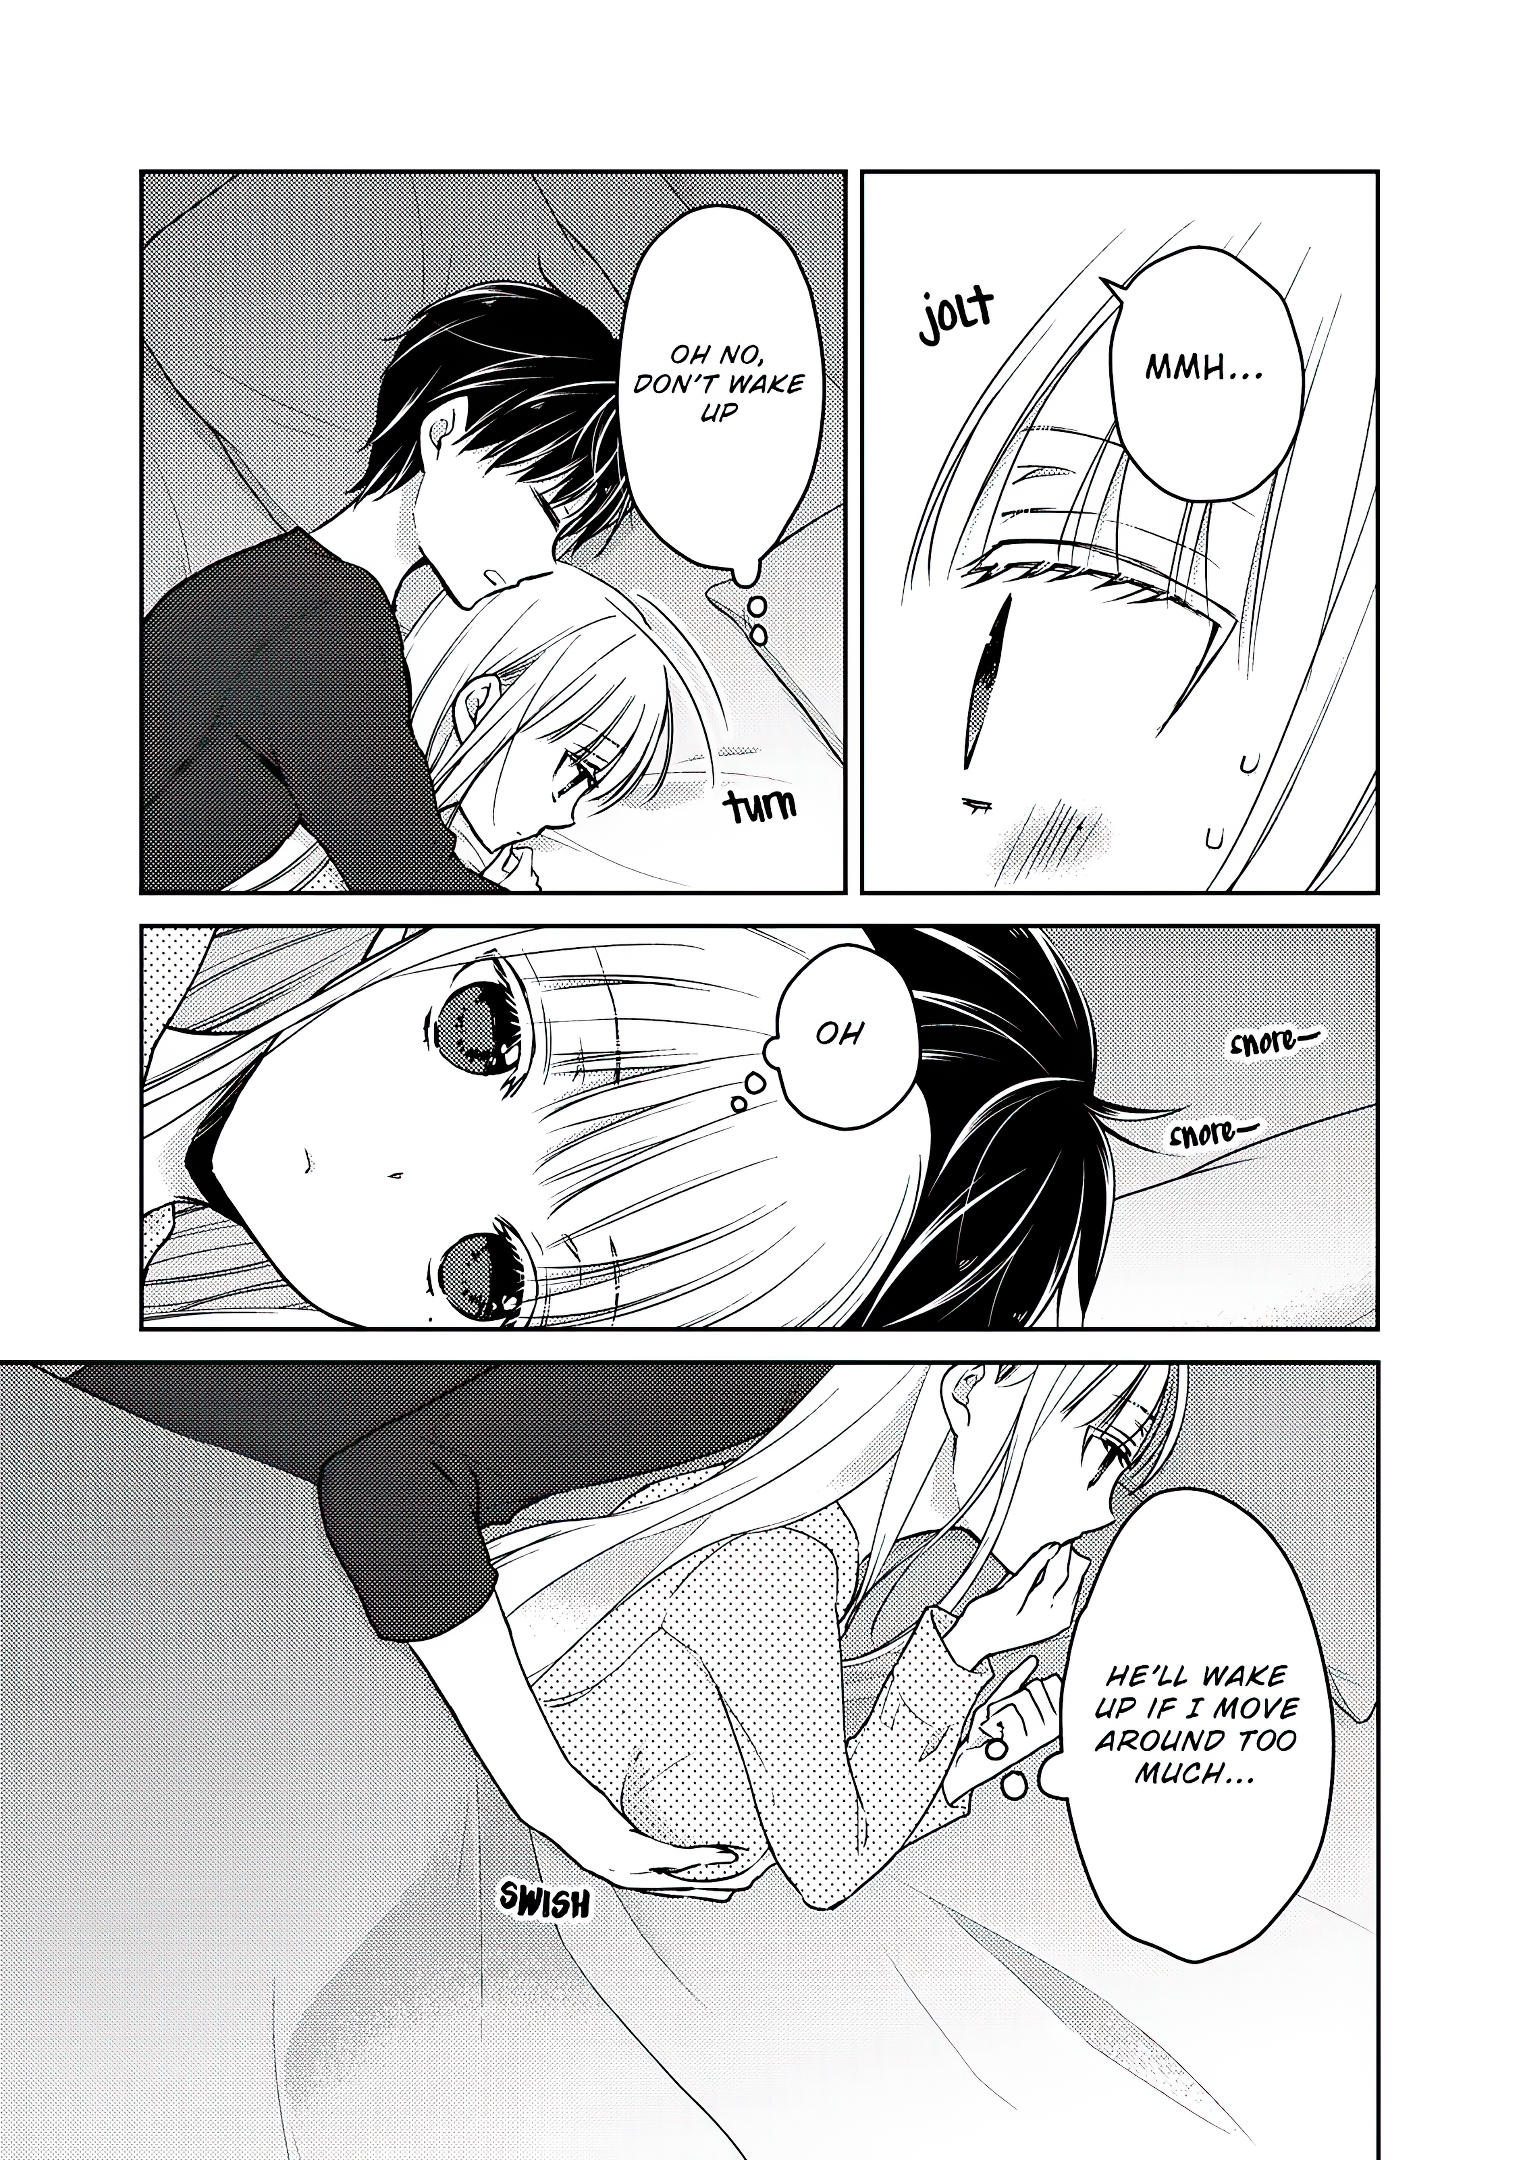 MMH...
jolt
OH NO,
DON'T WAKE
UP
turn
OH
snore—
snore—
HE'LL WAKE
UP IF I MOVE
AROUND TOO
MUCH...
SWISH